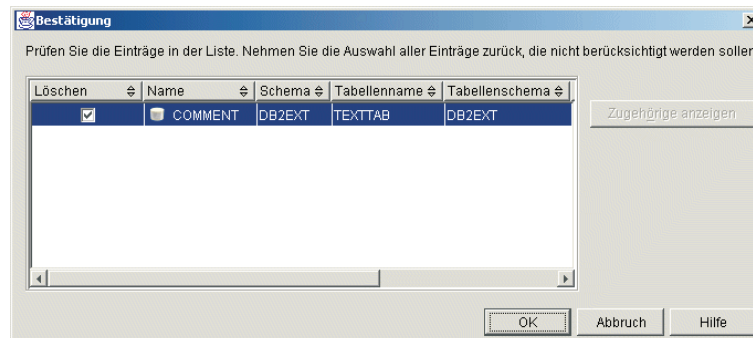 Bestätigung
Prüfen Sie die Einträge in der Liste. Nehmen Sie die Auswahl aller Einträge zurück, die nicht berücksichtigt werden
Löschen Name Schema Tabellenname Tabellenschema
COMMENT DB2EXT TEXTTAB DB2EXT
Zugehörige anzeigen
OK Abbruch Hilfe